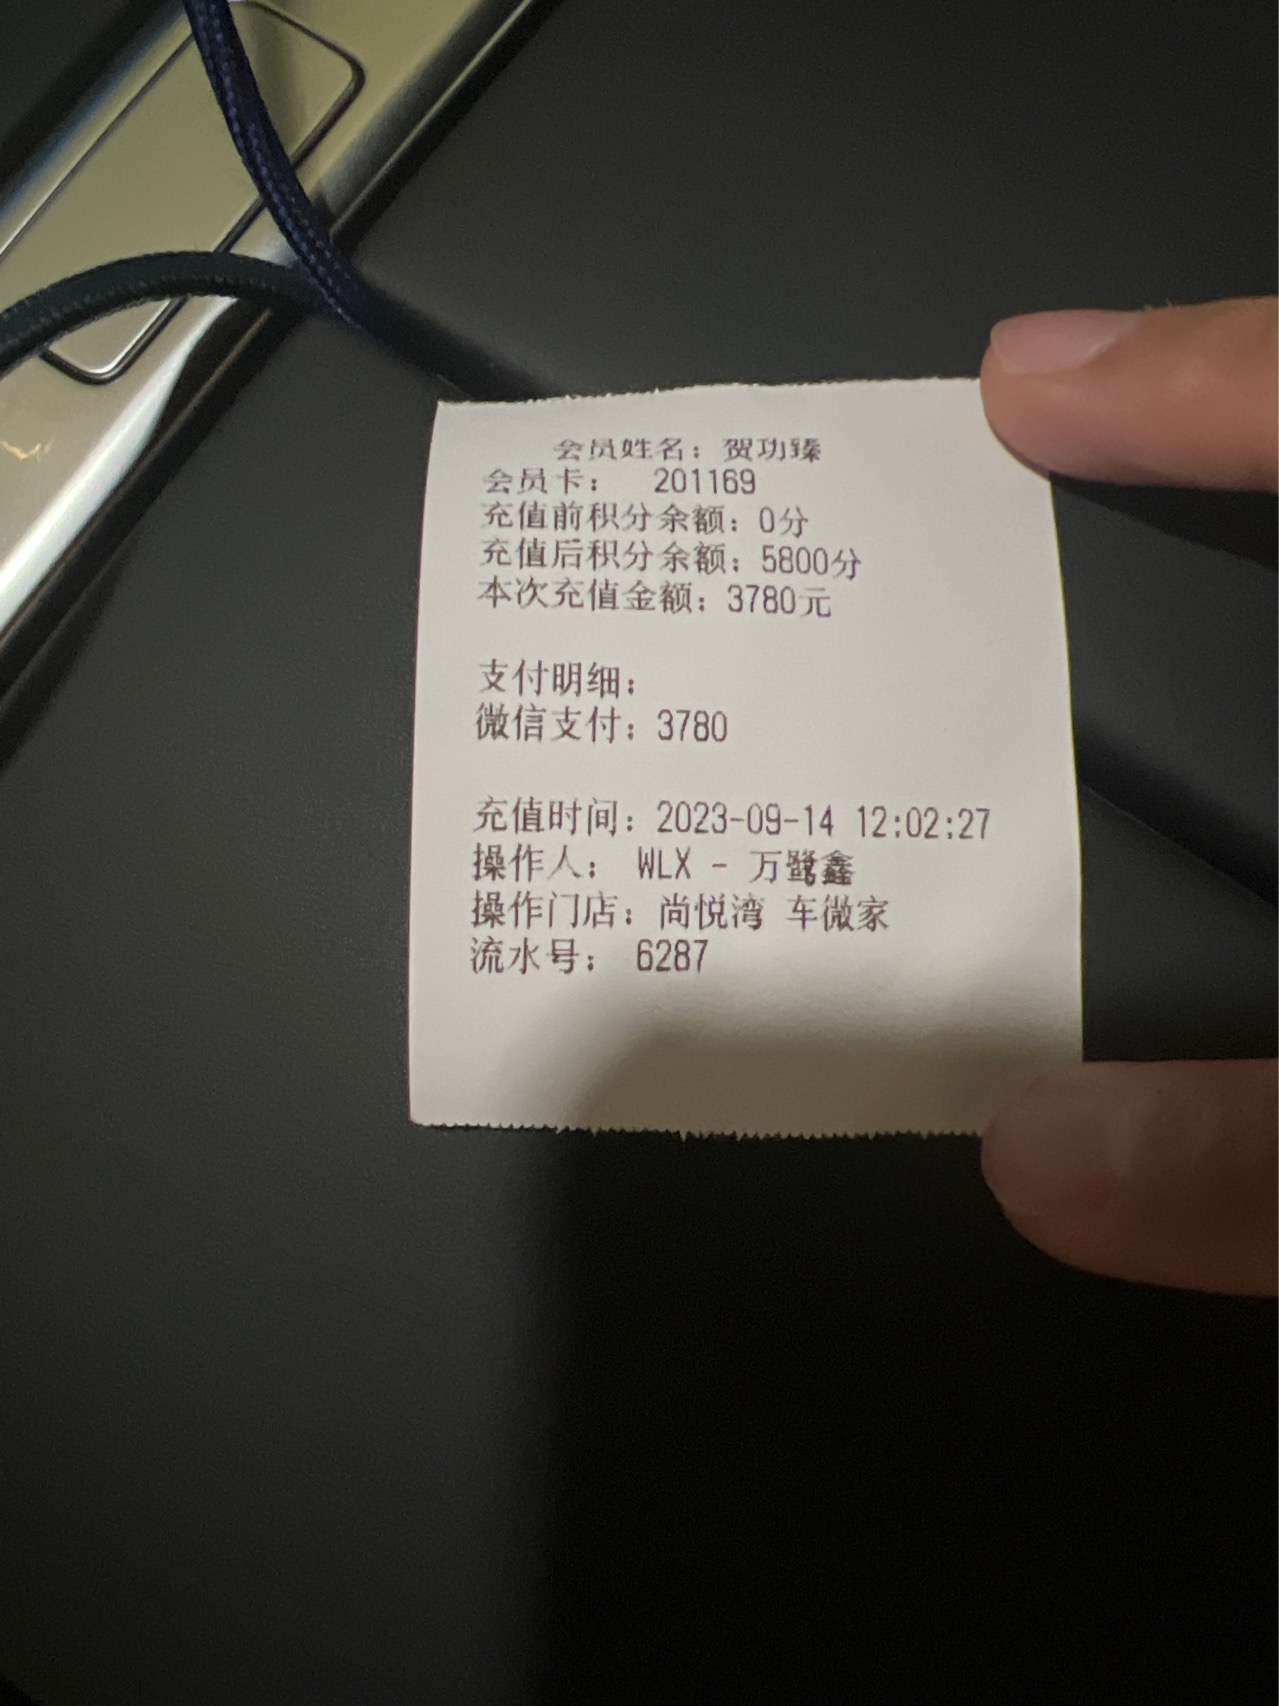 会员姓名：贺功臻
会员卡： 201169
充值前积分余额：0分
充值后积分余额：5800分
本次充值金额：3780元
支付明细：
微信支付：3780
充值时间：2023-09-14 12:02:27
操作人： WLX - 万鹭鑫
操作门店：尚悦湾 车微家
流水号： 6287